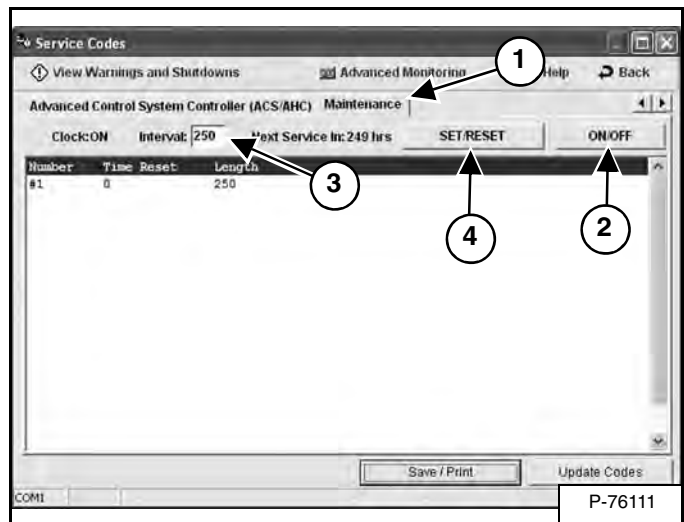 Service Codes
View Warnings and Shutdowns Advanced Monitoring Help Back
Advanced Control System Controller (ACS/AHC) Maintenance
Clock:ON Interval: 250 Next Service In: 249 hrs SET/RESET ON/OFF
Number Time Reset Length
#1 0 250
1
3
4
2
Save / Print Update Codes
COM1
P-76111